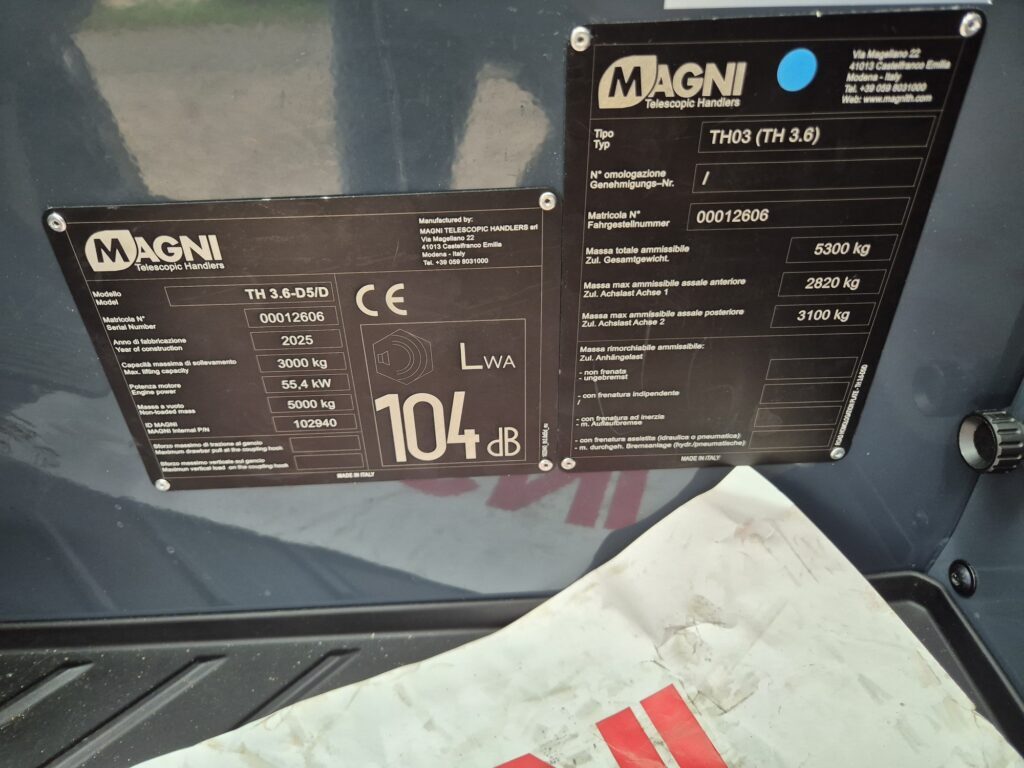 MAGNI
Telescopic Handlers
Manufactured by:
MAGNI TELESCOPIC HANDLERS srl
Via Magellano 22
41013 Castelfranco Emilia
Modena - Italy
Tel. +39 059 8031000
Modello
Model
TH 3.6-D5/D
Matricola N°
Serial Number
00012606
Anno di fabbricazione
Year of construction
2025
Capacità massima di sollevamento
Max. lifting capacity
3000 kg
Potenza motore
Engine power
55,4 kW
Massa a vuoto
Non-loaded mass
5000 kg
ID MAGNI
MAGNI Internal P/N
102940
Sforzo massimo di trazione al gancio
Maximum drawbar pull at the coupling hook
Sforzo massimo verticale sul gancio
Maximum vertical load on the coupling hook
CE
LWA
104 dB
MADE IN ITALY
MAGNI
Telescopic Handlers
Via Magellano 22
41013 Castelfranco Emilia
Modena - Italy
Tel. +39 059 8031000
Web: www.magnith.com
Tipo
Typ
TH03 (TH 3.6)
N° omologazione
Genehmigungs-Nr.
/
Matricola N°
Fahrgestellnummer
00012606
Massa totale ammissibile
Zul. Gesamtgewicht.
5300 kg
Massa max ammissibile assale anteriore
Zul. Achslast Achse 1
2820 kg
Massa max ammissibile assale posteriore
Zul. Achslast Achse 2
3100 kg
Massa rimorchiabile ammissibile:
Zul. Anhängelast
- non frenata
- ungebremst
- con frenatura indipendente
/
- con frenatura ad inerzia
- m. Auflaufbremse
- con frenature assistita (idraulica o pneumatica)
- m. durchgeh. Bremsanlage (hydr./pneumatische)
MADE IN ITALY